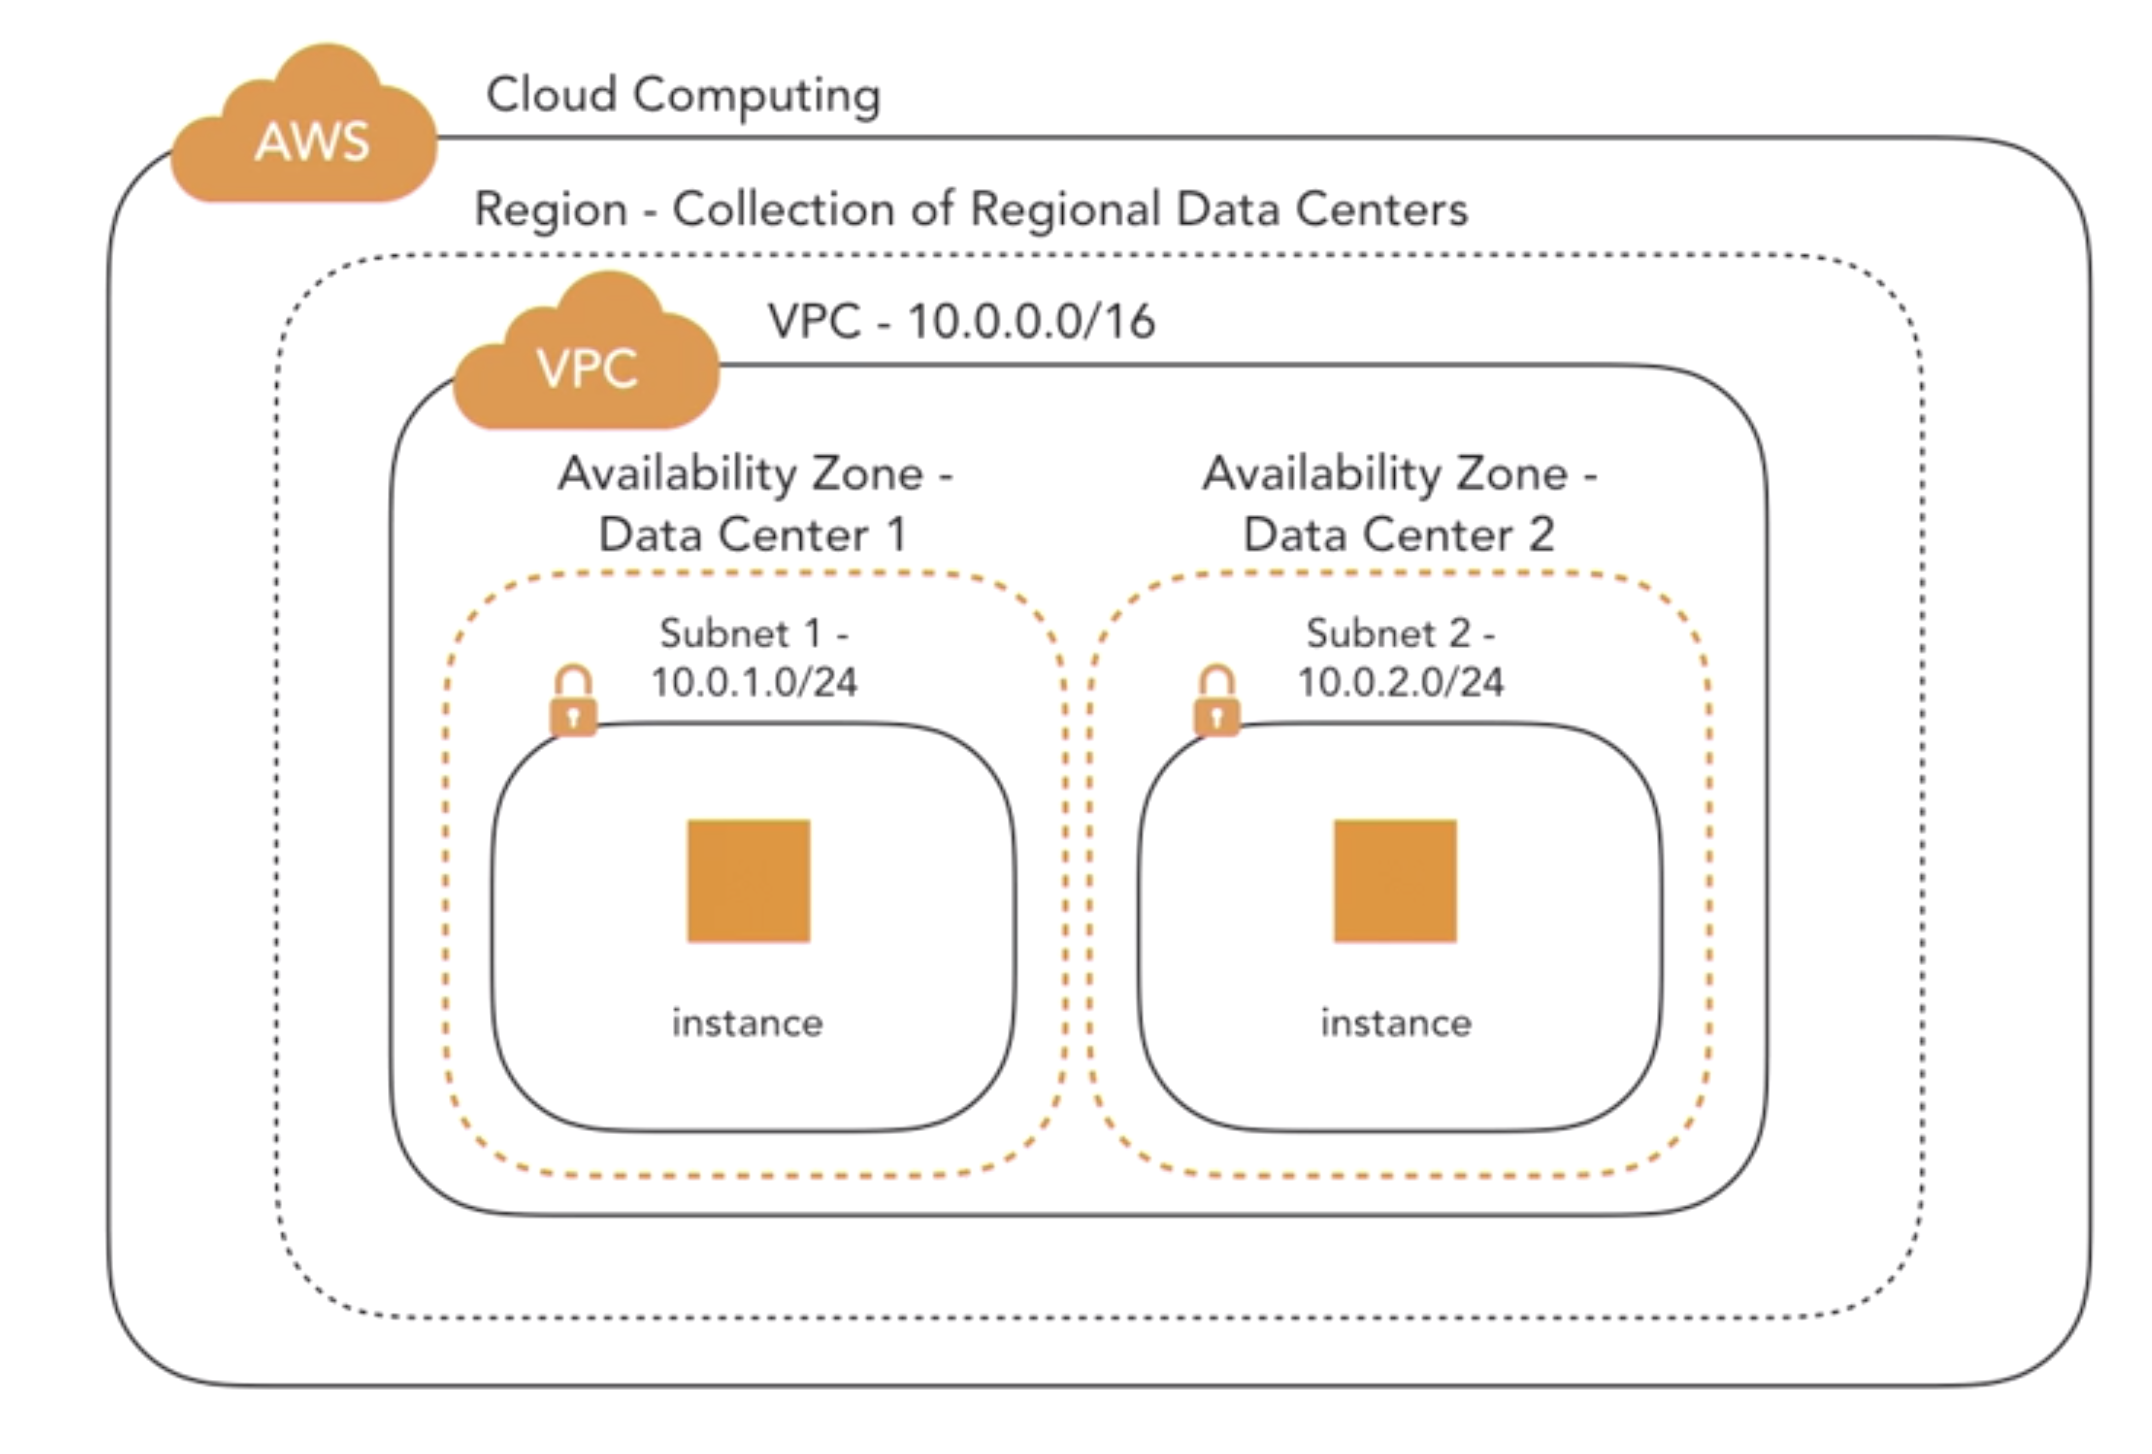 Cloud Computing
AWS
Region - Collection of Regional Data Centers
VPC - 10.0.0.0/16
VPC
Availability Zone -
Data Center 1
Availability Zone -
Data Center 2
Subnet 1 -
10.0.1.0/24
Subnet 2 -
10.0.2.0/24
instance
instance